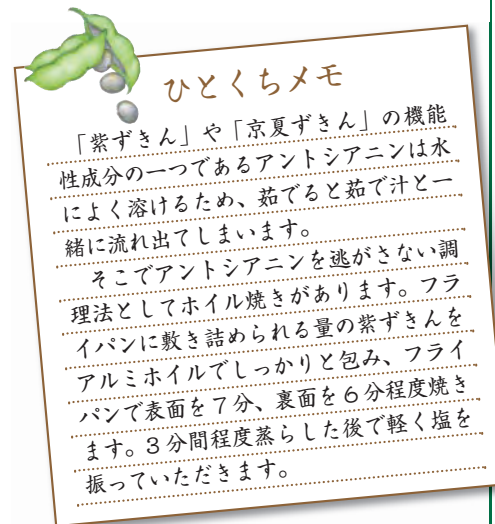 ひとくちメモ
「紫ずきん」や「京夏ずきん」の機能
性成分の一つであるアントシアニンは水
によく溶けるため、茹でると茹で汁と一
緒に流れ出てしまいます。
そこでアントシアニンを逃がさない調
理法としてホイル焼きがあります。フラ
イパンに敷き詰められる量の紫ずきんを
アルミホイルでしっかりと包み、フライ
パンで表面を7分、裏面を6分程度焼き
ます。3分間程度蒸らした後で軽く塩を
振っていただきます。